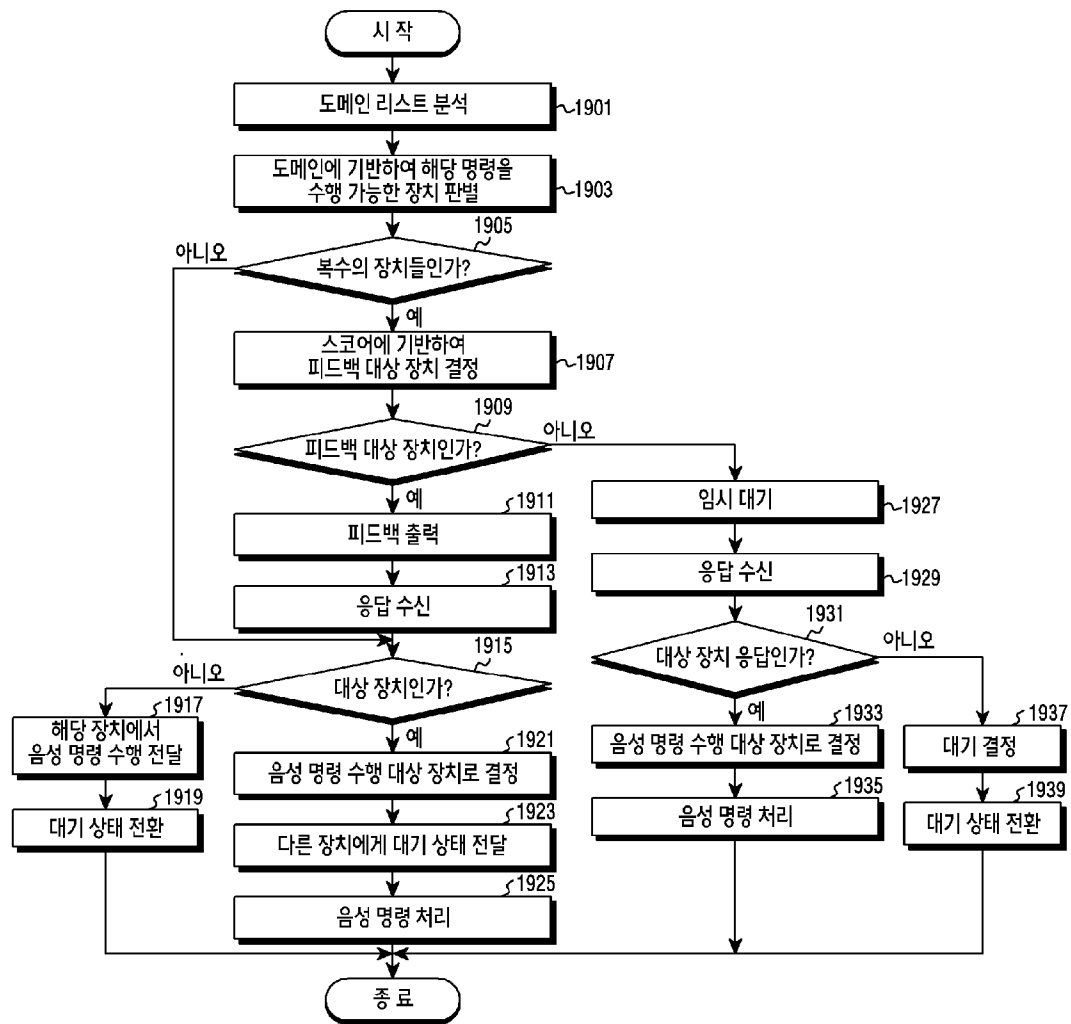 시 작
도메인 리스트 분석
1901
도메인에 기반하여 해당 명령을
수행 가능한 장치 판별
1903
1905
아니오
복수의 장치들인가?
예
스코어에 기반하여
피드백 대상 장치 결정
1907
1909
아니오
피드백 대상 장치인가?
예
1911
피드백 출력
1913
응답 수신
임시 대기
1927
응답 수신
1929
1931
아니오
대상 장치 응답인가?
예
1915
아니오
대상 장치인가?
예
1917
해당 장치에서
음성 명령 수행 전달
1919
대기 상태 전환
1921
음성 명령 수행 대상 장치로 결정
1923
다른 장치에게 대기 상태 전달
1925
음성 명령 처리
1933
음성 명령 수행 대상 장치로 결정
1935
음성 명령 처리
1937
대기 결정
1939
대기 상태 전환
종 료